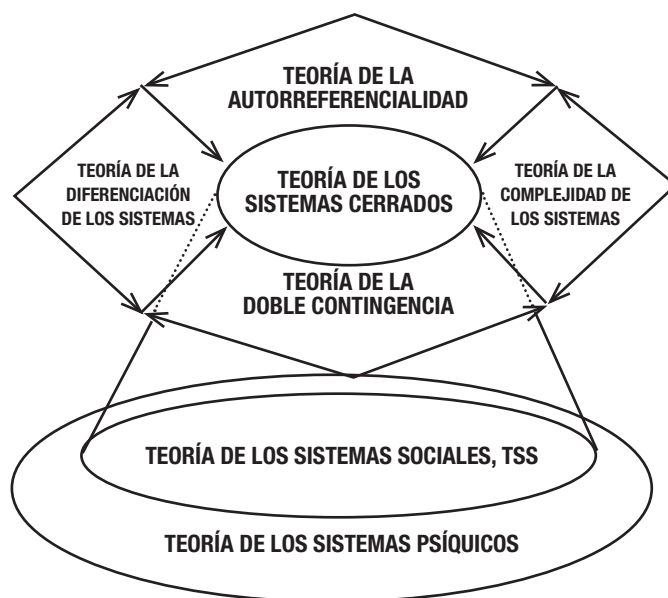 TEORÍA DE LA
AUTORREFERENCIALIDAD
TEORÍA DE LA
DIFERENCIACIÓN
DE LOS SISTEMAS
TEORÍA DE LOS
SISTEMAS CERRADOS
TEORÍA DE LA
COMPLEJIDAD DE
LOS SISTEMAS
TEORÍA DE LA
DOBLE CONTINGENCIA
TEORÍA DE LOS SISTEMAS SOCIALES, TSS
TEORÍA DE LOS SISTEMAS PSÍQUICOS